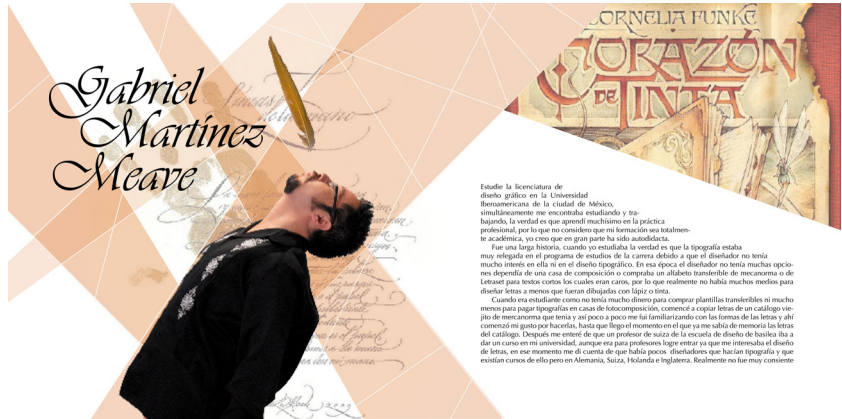 Gabriel
Martínez
Meave
CORNELIA FUNKE
CORAZÓN
DE TINTA
Estudie la licenciatura de
diseño gráfico en la Universidad
Iberoamericana de la ciudad de México,
simultáneamente me encontraba estudiando y tra-
bajando, la verdad es que aprendí muchísimo en la práctica
profesional, por lo que no considero que mi formación sea totalmen-
te académica, yo creo que en gran parte ha sido autodidacta.
Fue una larga historia, cuando yo estudiaba la verdad es que la tipografía estaba
muy relegada en el programa de estudios de la carrera debido a que el diseñador no tenía
mucho interés en ella ni en el diseño tipográfico. En esa época el diseñador no tenía muchas opcio-
nes dependía de una casa de composición o compraba un alfabeto transferible de mecanorma o de
Letraset para textos cortos los cuales eran caros, por lo que realmente no había muchos medios para
diseñar letras a menos que fueran dibujadas con lápiz o tinta.
Cuando era estudiante como no tenía mucho dinero para comprar plantillas transferibles ni mucho
menos para pagar tipografías en casas de fotocomposición, comencé a copiar letras de un catálogo vie-
jito de mercanorma que tenia y así poco a poco me fui familiarizando con las formas de las letras y ahí
comenzó mi gusto por hacerlas, hasta que llego el momento en el que ya me sabía de memoria las letras
del catálogo. Después me enteré de que un profesor de suiza de la escuela de diseño de basilea iba a
dar un curso en mi universidad, aunque era para profesores logre entrar ya que me interesaba el diseño
de letras, en ese momento me di cuenta de que había pocos diseñadores que hacían tipografía y que
existían cursos de ello pero en Alemania, Suiza, Holanda e Inglaterra. Realmente no fue muy consiente